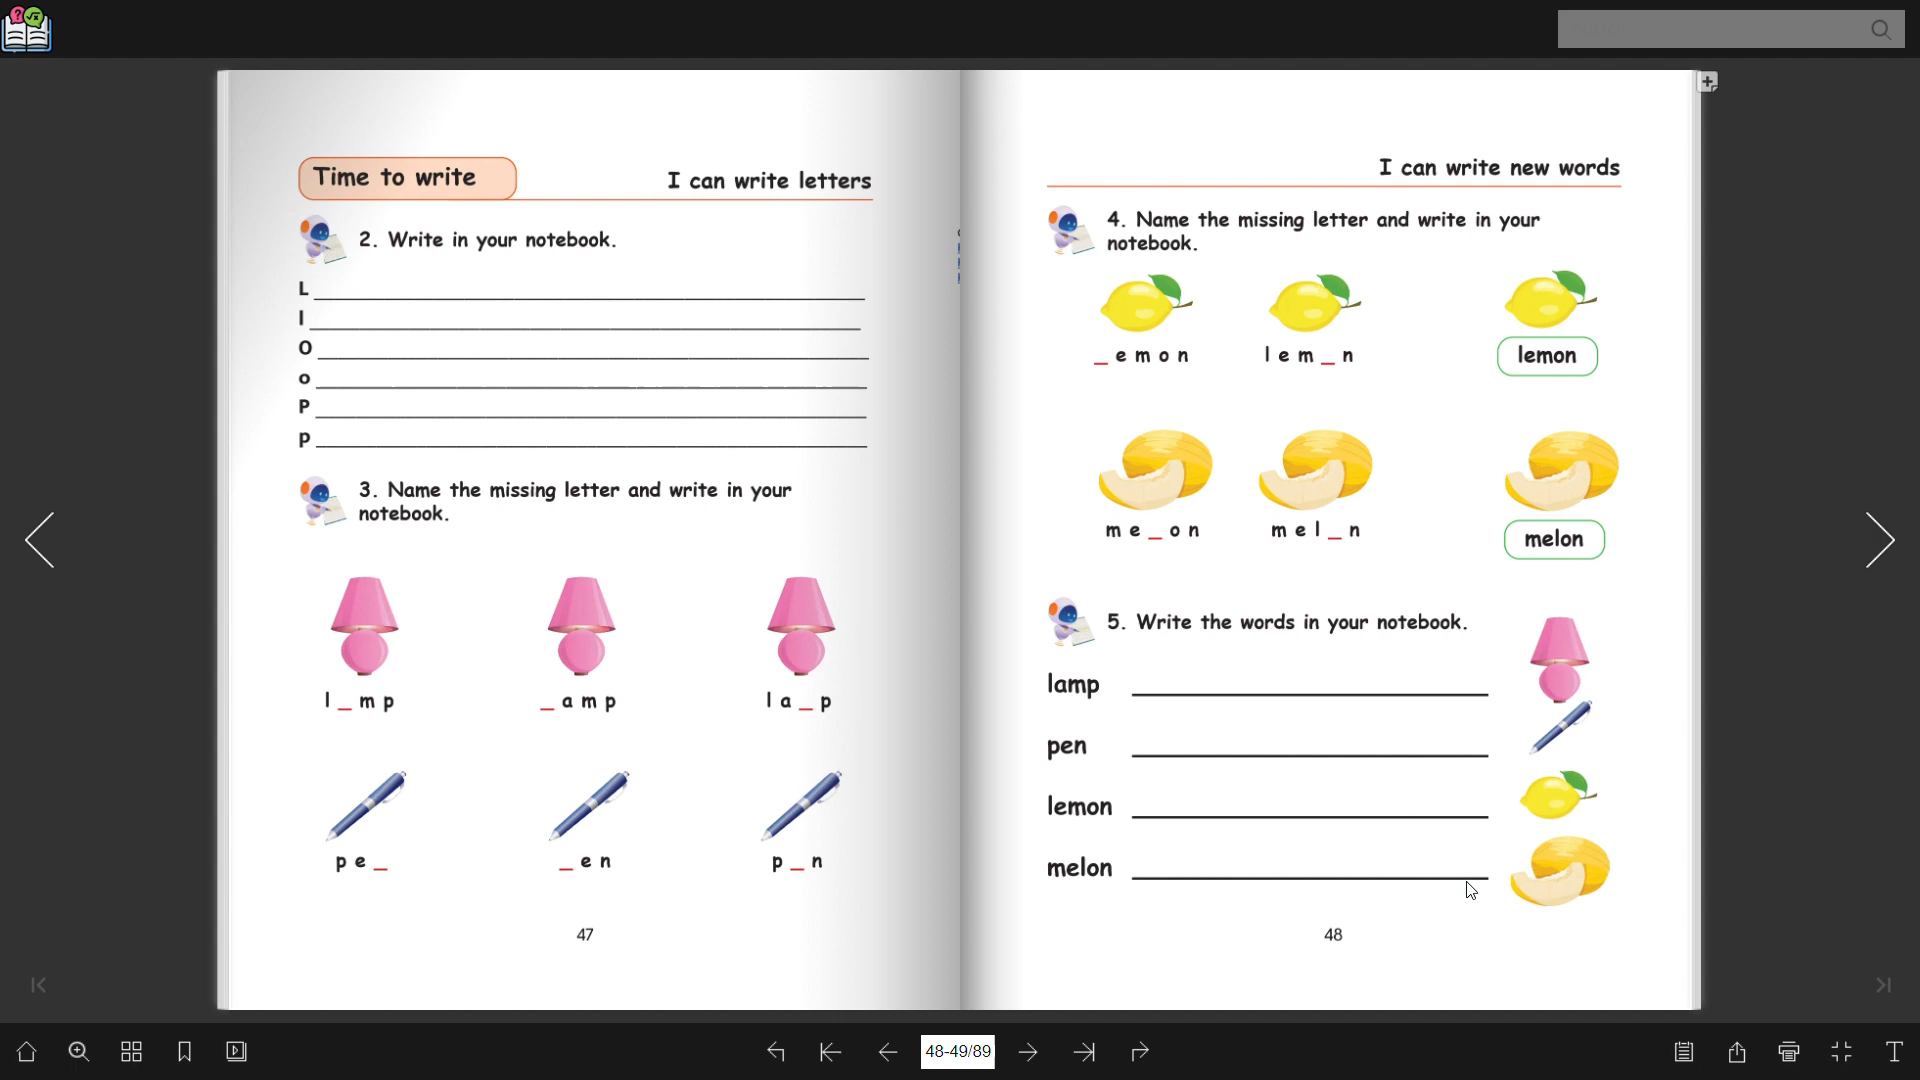 Time to write
I can write letters
2. Write in your notebook.
L
l
O
o
P
p
3. Name the missing letter and write in your
notebook.
l _ m p
_ a m p
l a _ p
p e _
_ e n
p _ n
47
I can write new words
4. Name the missing letter and write in your
notebook.
_ e m o n
l e m _ n
lemon
m e _ o n
m e l _ n
melon
5. Write the words in your notebook.
lamp
pen
lemon
melon
48
48-49/89